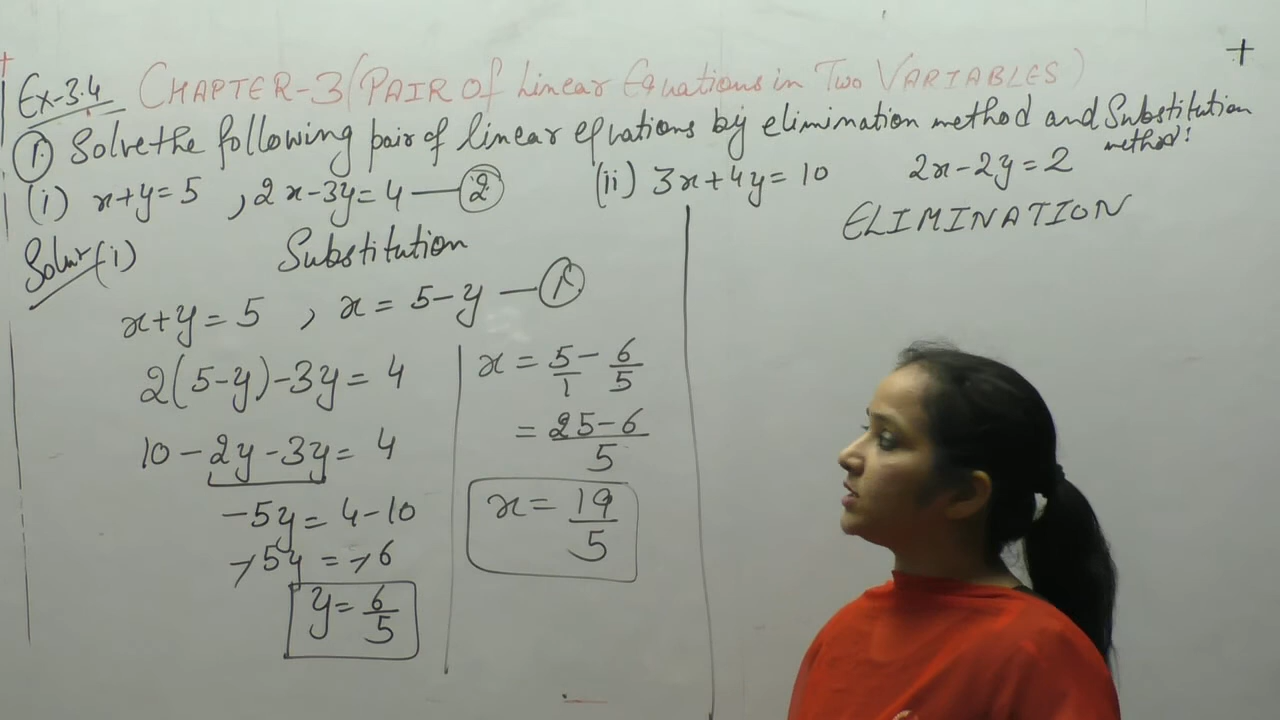 Ex-3.4 CHAPTER-3 (PAIR of Linear Equations in Two VARIABLES)
1. Solve the following pair of linear equations by elimination method and Substitution method:
(i) x+y=5 , 2x-3y=4 — 2 (ii) 3x+4y=10 2x-2y=2
Solun (i) Substitution
ELIMINATION
x+y=5 , x=5-y — 1
2(5-y)-3y=4
10-2y-3y=4
-5y=4-10
-5y=-6
y=6/5
x=5/1-6/5
=25-6/5
x=19/5